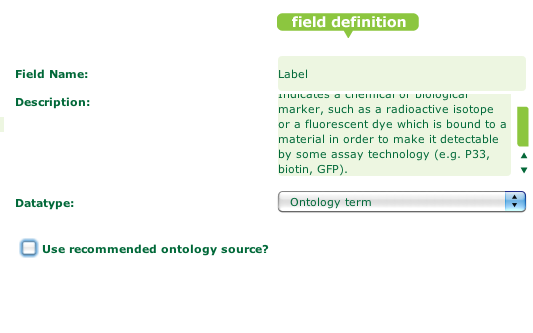 field definition
Field Name:
Label
Description:
Indicates a chemical or biological
marker, such as a radioactive isotope
or a fluorescent dye which is bound to a
material in order to make it detectable
by some assay technology (e.g. P33,
biotin, GFP).
Datatype:
Ontology term
Use recommended ontology source?